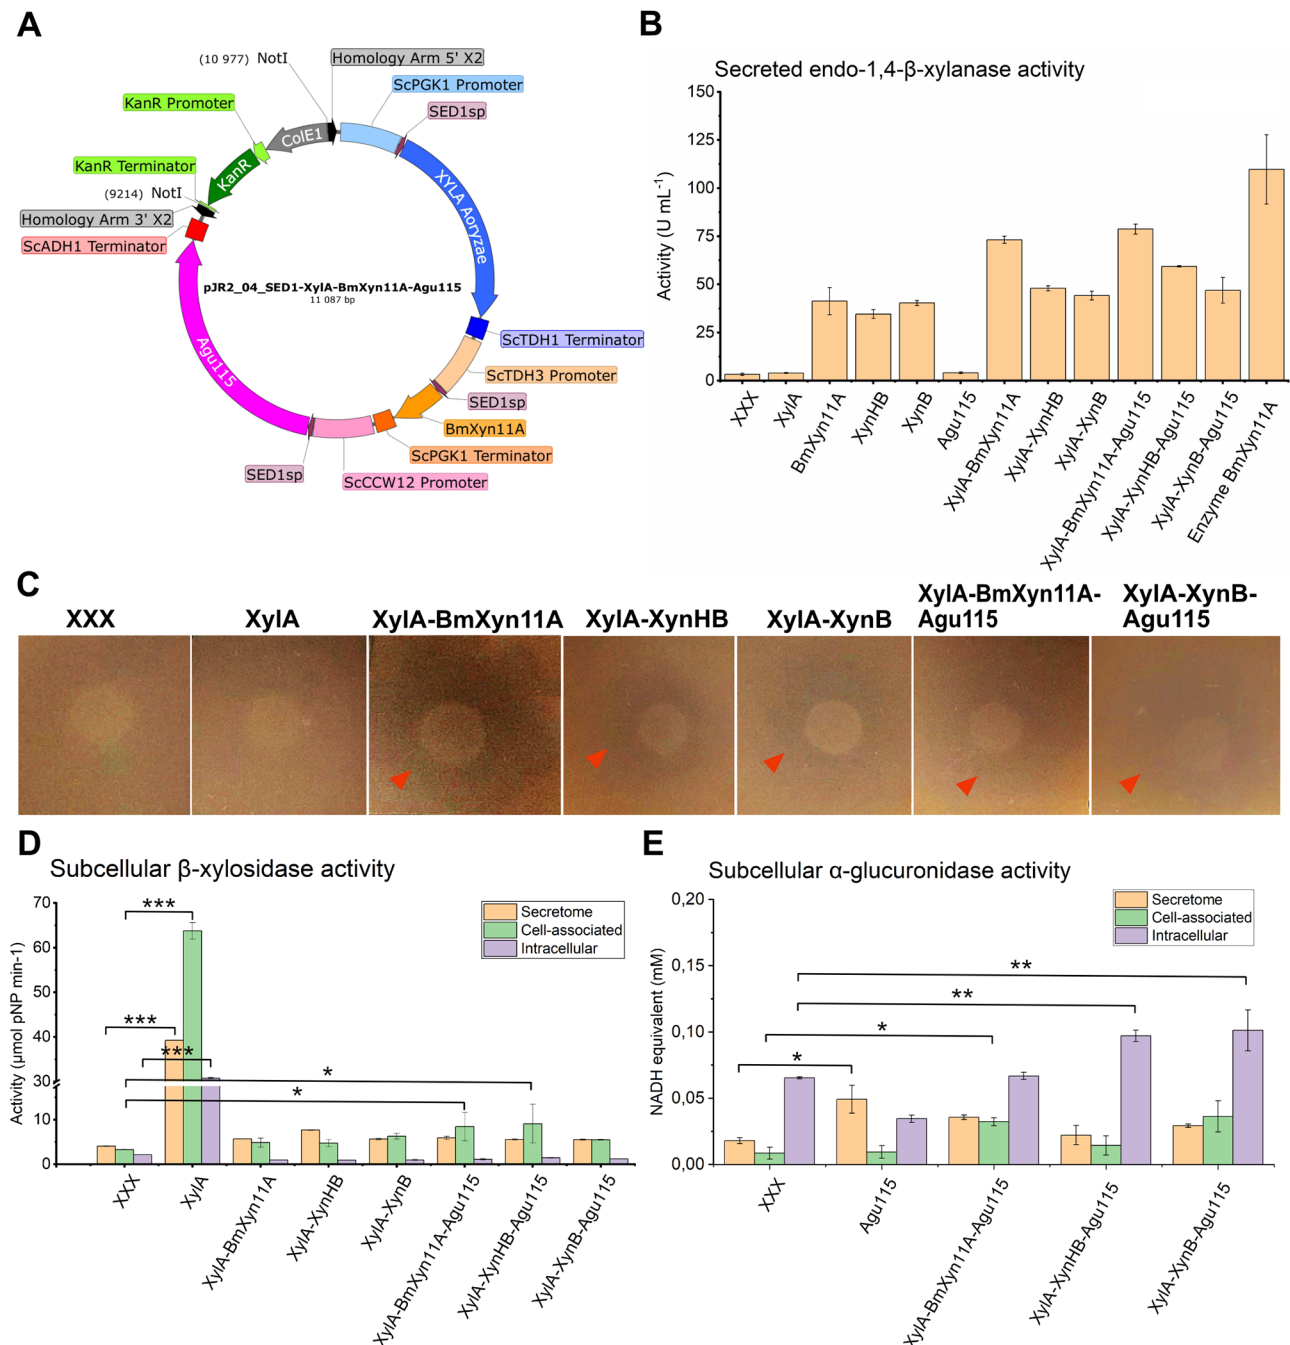 A
(10 977) NotI
Homology Arm 5' X2
ScPGK1 Promoter
SED1sp
KanR Promoter
ColE1
KanR Terminator
KanR
XYLA Aoryzae
(9214) NotI
Homology Arm 3' X2
ScADH1 Terminator
pJR2_04_SED1-XylA-BmXyn11A-Agu115
11 087 bp
Agu115
ScTDH1 Terminator
ScTDH3 Promoter
SED1sp
BmXyn11A
ScPGK1 Terminator
SED1sp
ScCCW12 Promoter
B
Secreted endo-1,4-β-xylanase activity
Activity (U mL⁻¹)
150
125
100
75
50
25
0
XXX
XylA
BmXyn11A
XynHB
XynB
Agu115
XylA-BmXyn11A
XylA-XynHB
XylA-XynB
XylA-BmXyn11A-Agu115
XylA-XynHB-Agu115
XylA-XynB-Agu115
Enzyme BmXyn11A
C
XXX
XylA
XylA-BmXyn11A
XylA-XynHB
XylA-XynB
XylA-BmXyn11A-
Agu115
XylA-XynB-
Agu115
D
Subcellular β-xylosidase activity
Activity (µmol pNP min-1)
70
60
50
40
30
10
0
***
***
***
*
*
Secretome
Cell-associated
Intracellular
XXX
XylA
XylA-BmXyn11A
XylA-XynHB
XylA-XynB
XylA-BmXyn11A-Agu115
XylA-XynHB-Agu115
XylA-XynB-Agu115
E
Subcellular α-glucuronidase activity
NADH equivalent (mM)
0,20
0,15
0,10
0,05
0,00
Secretome
Cell-associated
Intracellular
**
**
*
*
XXX
Agu115
XylA-BmXyn11A-Agu115
XylA-XynHB-Agu115
XylA-XynB-Agu115